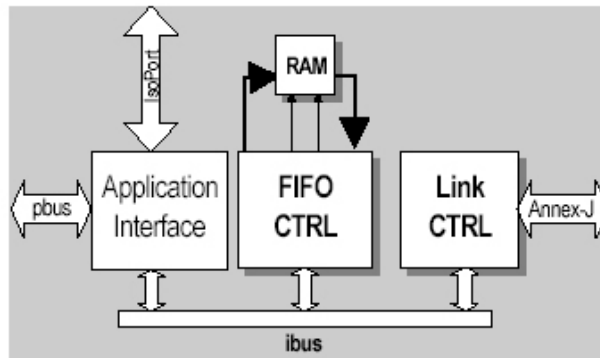 IsoPort
RAM
pbus
Application
Interface
FIFO
CTRL
Link
CTRL
Annex-J
ibus